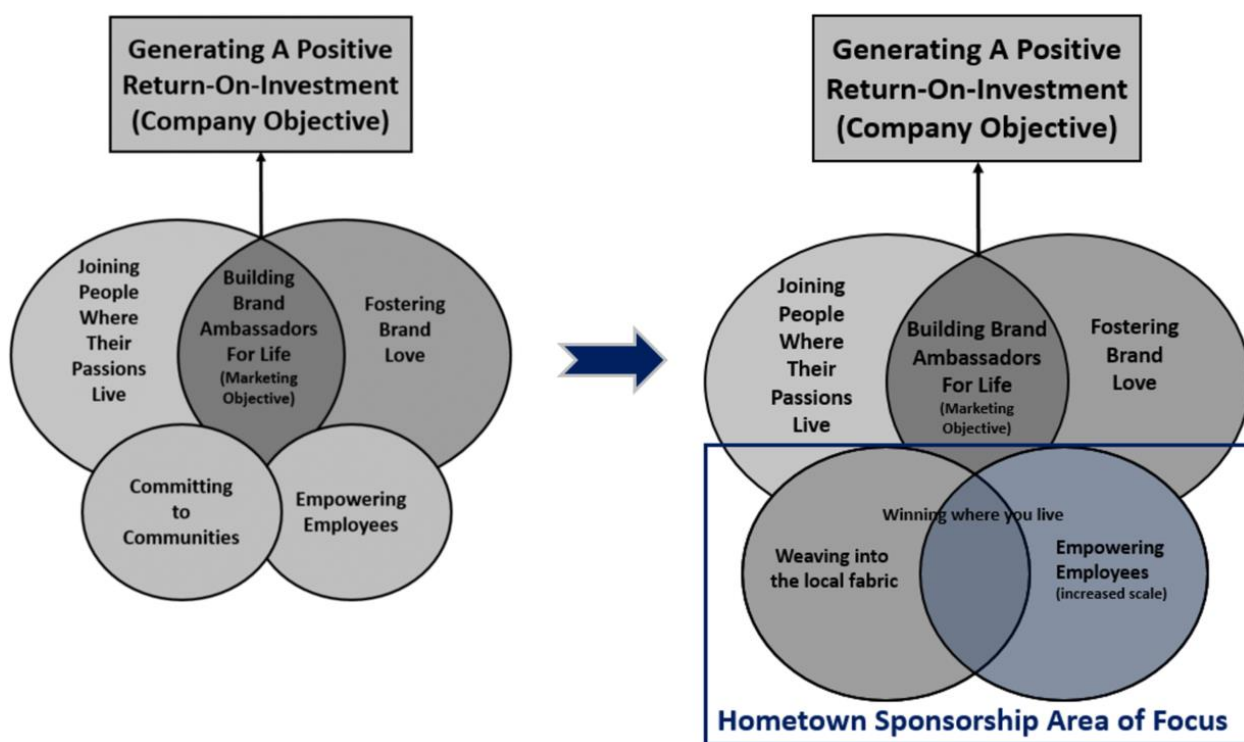 Generating A Positive
Return-On-Investment
(Company Objective)
Joining
People
Where
Their
Passions
Live
Building
Brand
Ambassadors
For Life
(Marketing
Objective)
Fostering
Brand
Love
Committing
to
Communities
Empowering
Employees
Generating A Positive
Return-On-Investment
(Company Objective)
Joining
People
Where
Their
Passions
Live
Building Brand
Ambassadors
For Life
(Marketing
Objective)
Fostering
Brand
Love
Winning where you live
Weaving into
the local fabric
Empowering
Employees
(increased scale)
Hometown Sponsorship Area of Focus